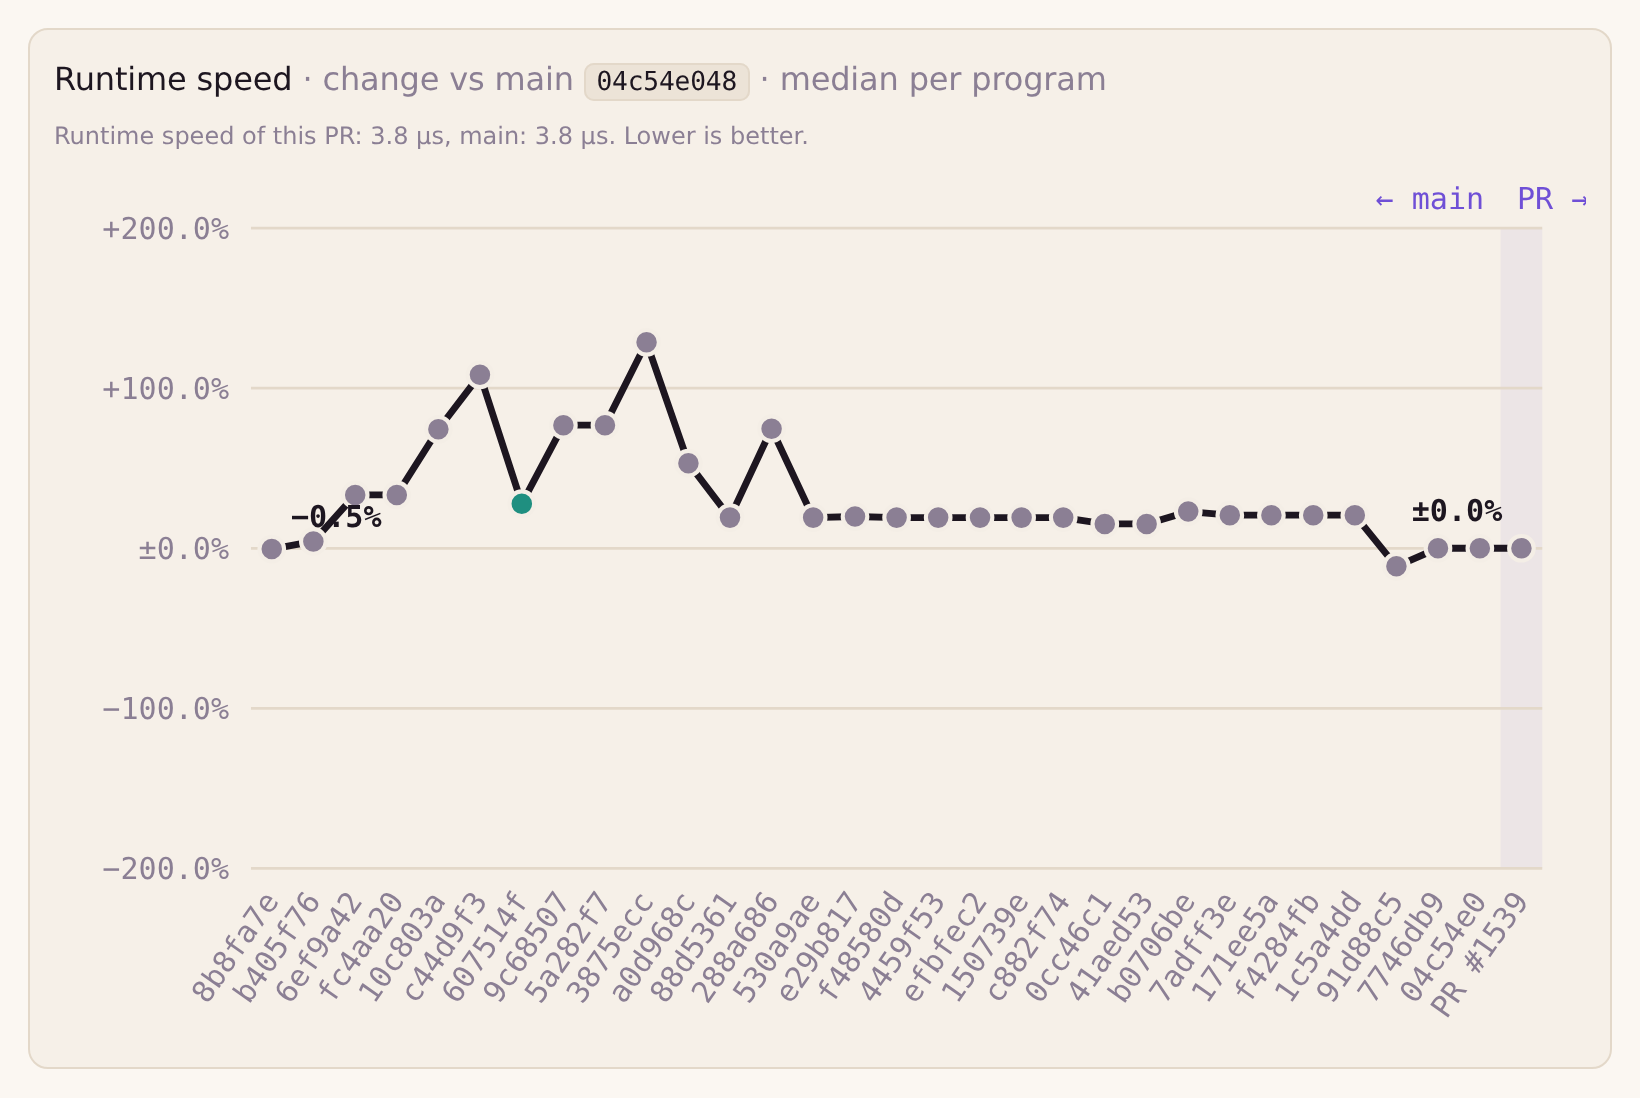 Runtime speed · change vs main 04c54e048 · median per program
Runtime speed of this PR: 3.8 µs, main: 3.8 µs. Lower is better.
← main PR →
+200.0%
+100.0%
±0.0%
−100.0%
−200.0%
−0.5%
±0.0%
8b8fa7e
b405f76
6ef9a42
fc4aa20
10c803a
c44d9f3
607514f
9c68507
5a282f7
3875ecc
a0d968c
88d5361
288a686
530a9ae
e29b817
f48580d
4459f53
efbfec2
150739e
c882f74
0cc46c1
41aed53
b0706be
7adff3e
171ee5a
f4284fb
1c5a4dd
91d88c5
7746db9
04c54e0
PR #1539